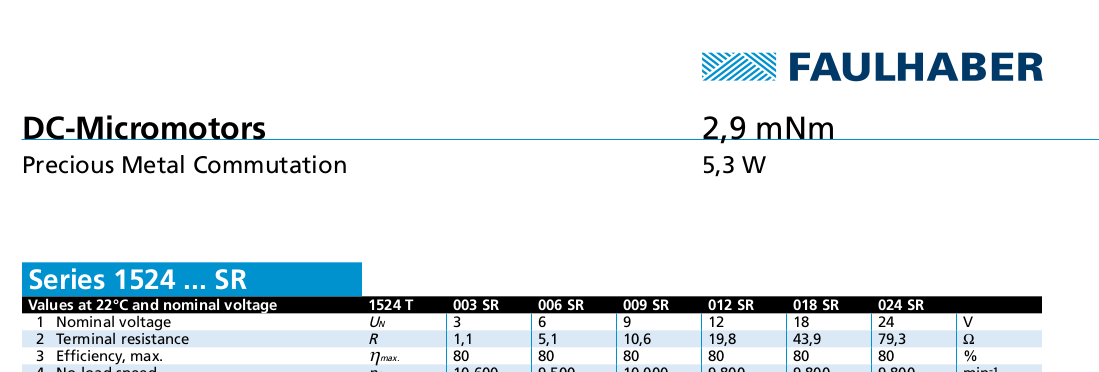 FAULHABER
DC-Micromotors 2,9 mNm
Precious Metal Commutation 5,3 W
Series 1524 ... SR
Values at 22°C and nominal voltage 1524 T 003 SR 006 SR 009 SR 012 SR 018 SR 024 SR
1 Nominal voltage UN 3 6 9 12 18 24 V
2 Terminal resistance R 1,1 5,1 10,6 19,8 43,9 79,3 Ω
3 Efficiency, max. ηmax. 80 80 80 80 80 80 %
4 No-load speed 10 600 9 500 10 000 9 800 9 800 9 800 min⁻¹